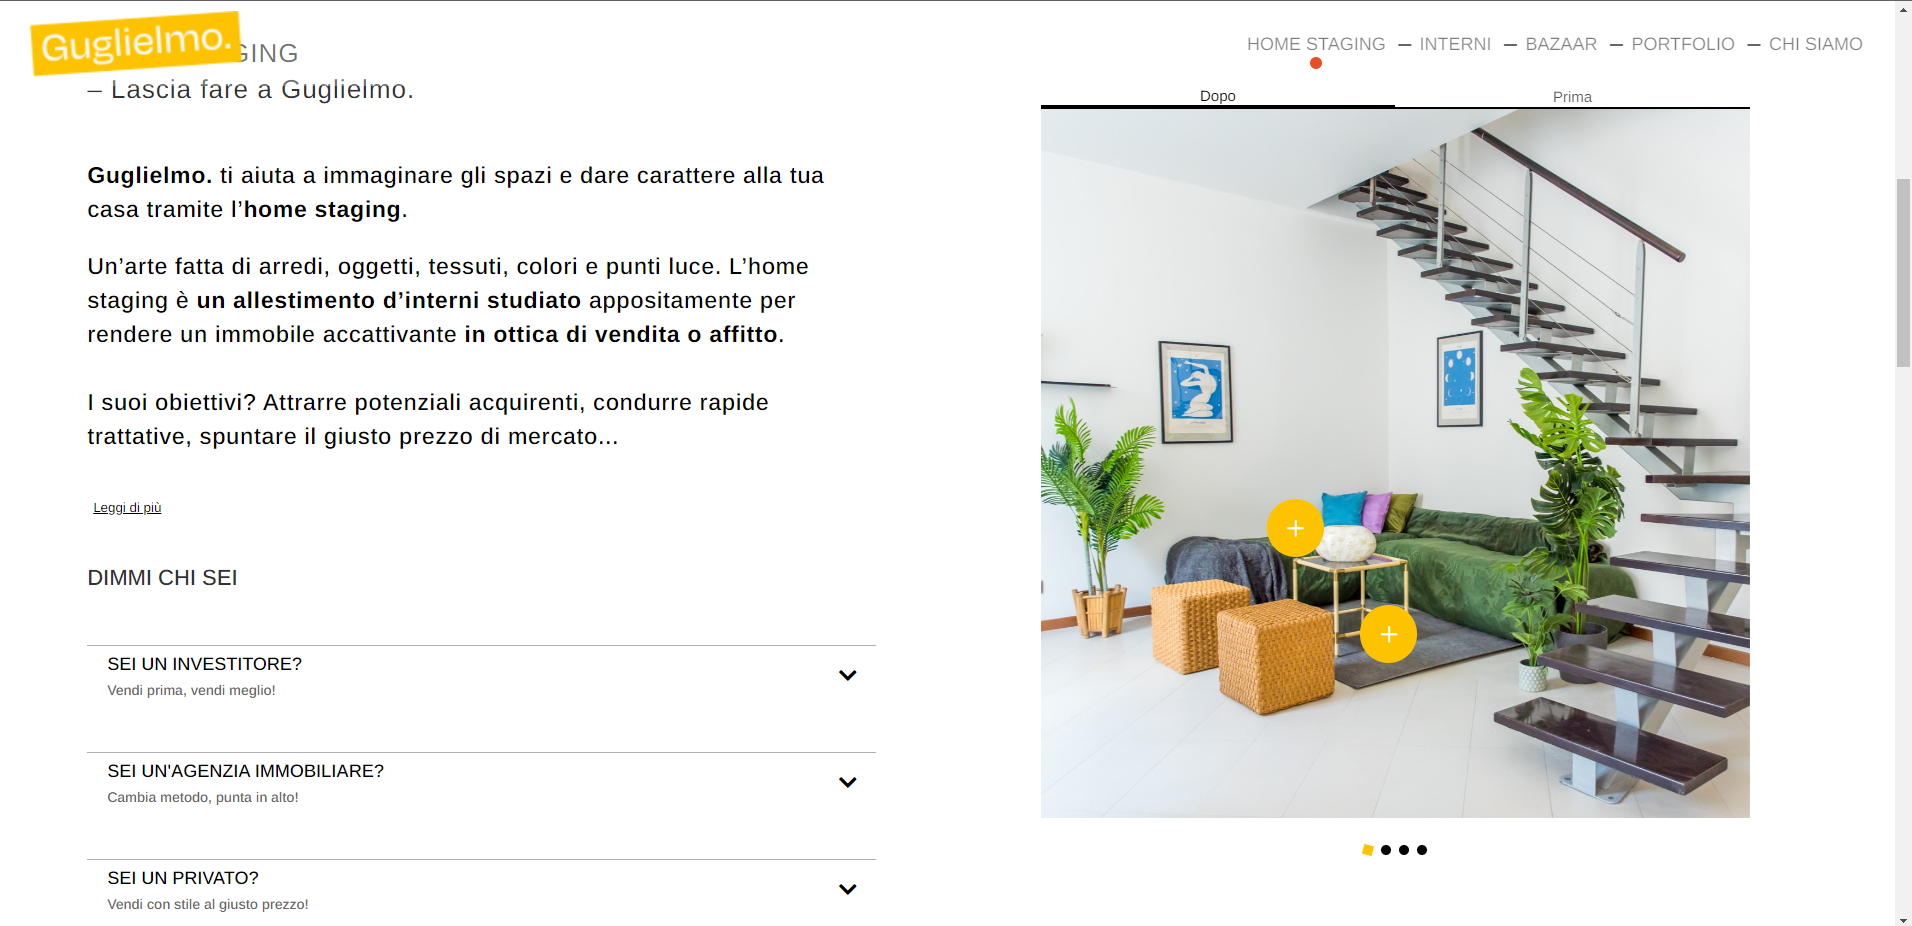 Guglielmo.
GING
HOME STAGING — INTERNI — BAZAAR — PORTFOLIO — CHI SIAMO
– Lascia fare a Guglielmo.
Guglielmo. ti aiuta a immaginare gli spazi e dare carattere alla tua
casa tramite l’home staging.
Un’arte fatta di arredi, oggetti, tessuti, colori e punti luce. L’home
staging è un allestimento d’interni studiato appositamente per
rendere un immobile accattivante in ottica di vendita o affitto.
I suoi obiettivi? Attrarre potenziali acquirenti, condurre rapide
trattative, spuntare il giusto prezzo di mercato...
Leggi di più
DIMMI CHI SEI
SEI UN INVESTITORE?
Vendi prima, vendi meglio!
SEI UN'AGENZIA IMMOBILIARE?
Cambia metodo, punta in alto!
SEI UN PRIVATO?
Vendi con stile al giusto prezzo!
Dopo
Prima